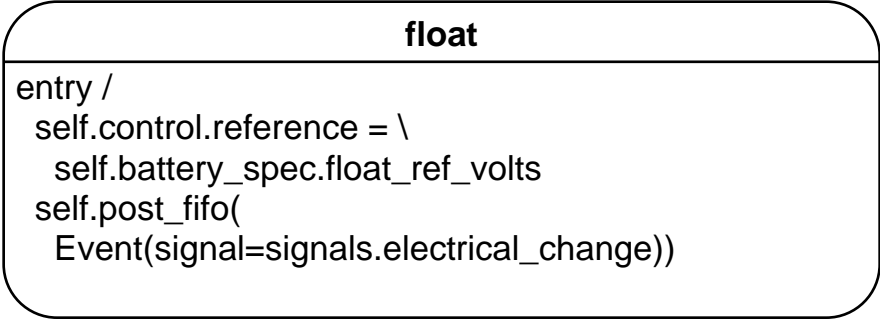 float
entry /
self.control.reference = \
self.battery_spec.float_ref_volts
self.post_fifo(
Event(signal=signals.electrical_change))